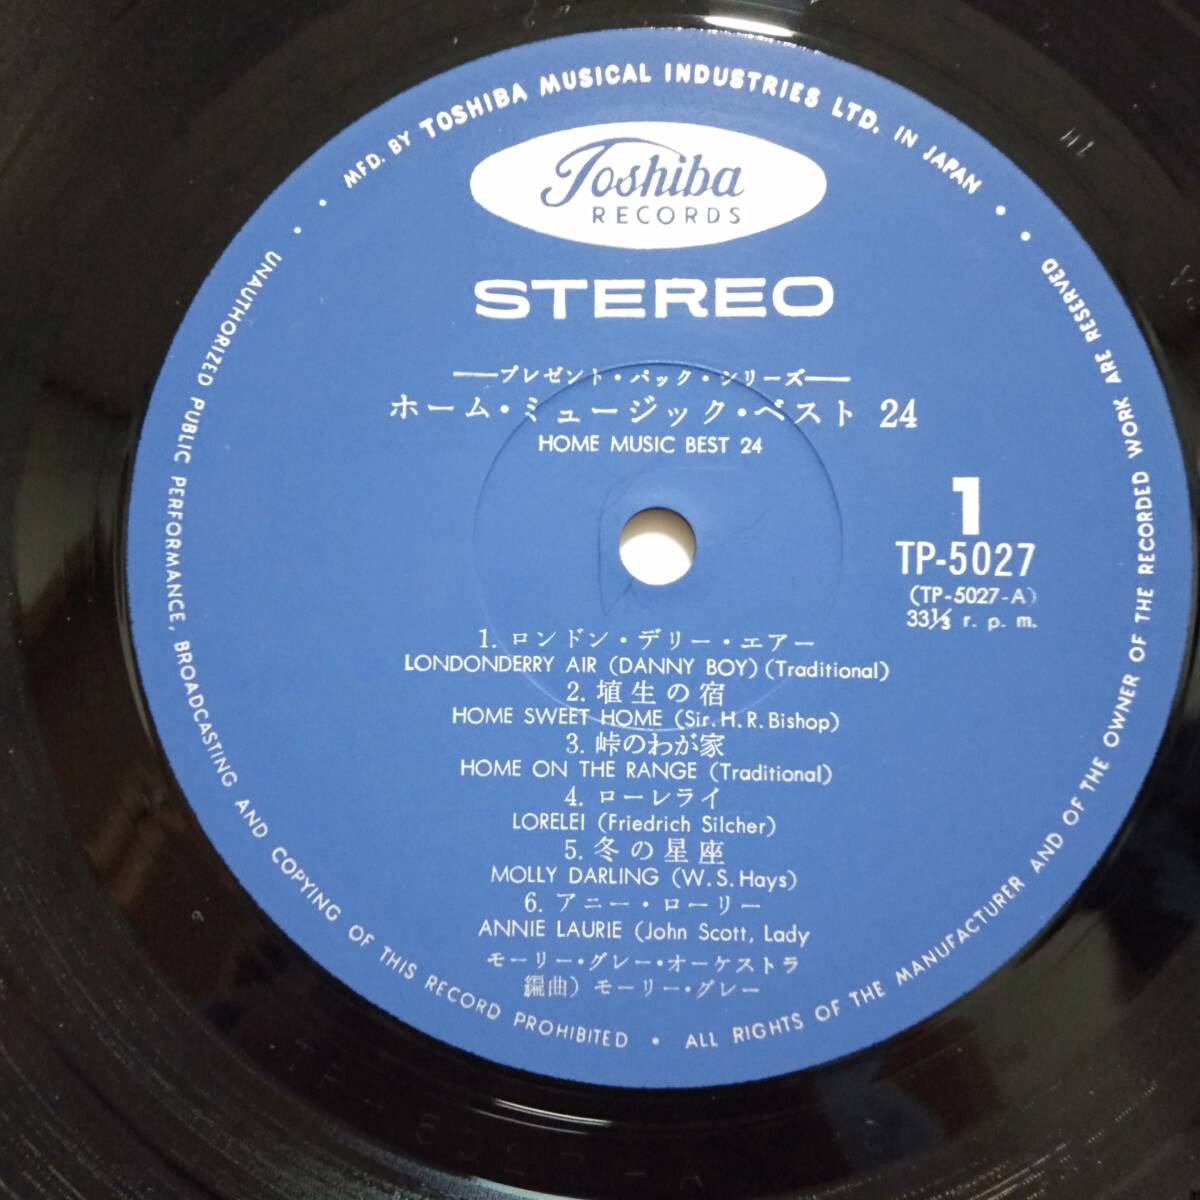 MFD. BY TOSHIBA MUSICAL INDUSTRIES LTD. IN JAPAN
Toshiba
RECORDS
STEREO
プレゼント・パック・シリーズ
ホーム・ミュージック・ベスト 24
HOME MUSIC BEST 24
1
TP-5027
(TP-5027-A)
33⅓ r. p. m.
1. ロンドン・デリー・エアー
LONDONDERRY AIR (DANNY BOY) (Traditional)
2. 埴生の宿
HOME SWEET HOME (Sir. H. R. Bishop)
3. 峠のわが家
HOME ON THE RANGE (Traditional)
4. ローレライ
LORELEI (Friedrich Silcher)
5. 冬の星座
MOLLY DARLING (W. S. Hays)
6. アニー・ローリー
ANNIE LAURIE (John Scott, Lady
モーリー・グレー・オーケストラ
編曲) モーリー・グレー
UNAUTHORIZED PUBLIC PERFORMANCE, BROADCASTING AND COPYING OF THIS RECORD PROHIBITED • ALL RIGHTS OF THE MANUFACTURER AND OF THE OWNER OF THE RECORDED WORK ARE RESERVED